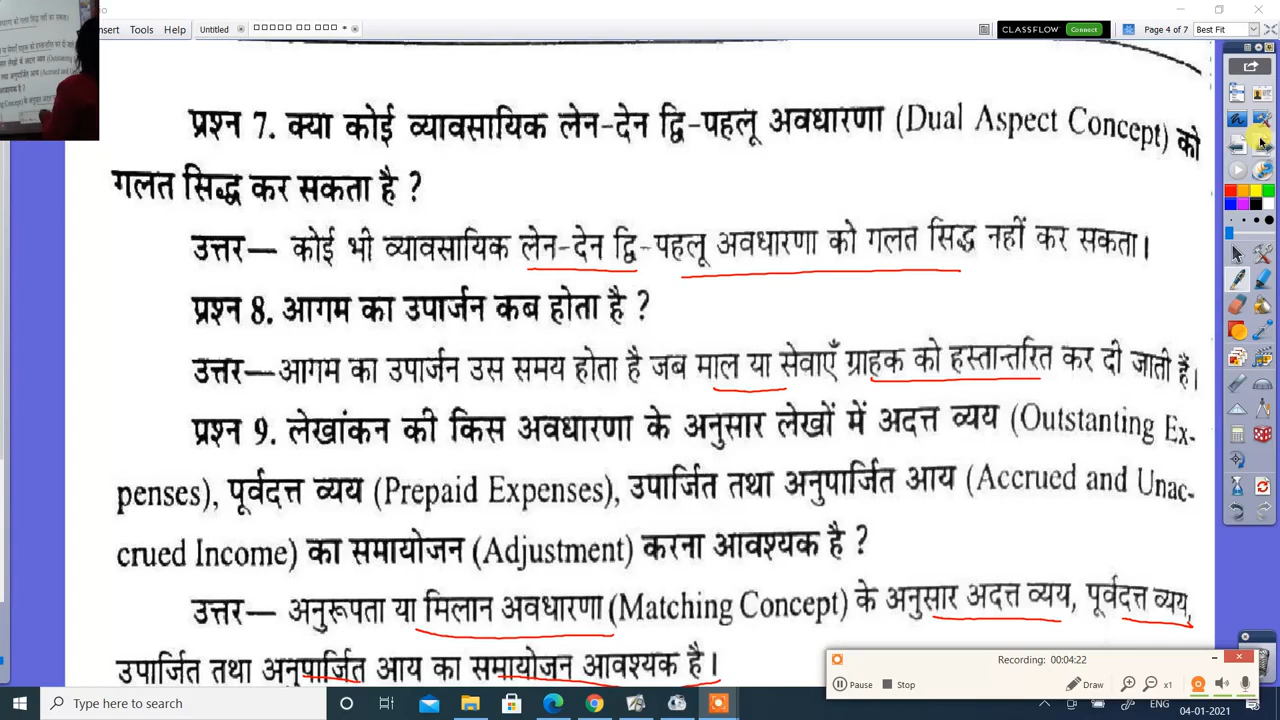 nsert Tools Help Untitled
CLASSFLOW Connect Page 4 of 7 Best Fit
प्रश्न 7. क्या कोई व्यावसायिक लेन-देन द्वि-पहलू अवधारणा (Dual Aspect Concept) को
गलत सिद्ध कर सकता है ?
उत्तर— कोई भी व्यावसायिक लेन-देन द्वि-पहलू अवधारणा को गलत सिद्ध नहीं कर सकता।
प्रश्न 8. आगम का उपार्जन कब होता है ?
उत्तर—आगम का उपार्जन उस समय होता है जब माल या सेवाएँ ग्राहक को हस्तान्तरित कर दी जाती हैं।
प्रश्न 9. लेखांकन की किस अवधारणा के अनुसार लेखों में अदत्त व्यय (Outstanting Ex-
penses), पूर्वदत्त व्यय (Prepaid Expenses), उपार्जित तथा अनुपार्जित आय (Accrued and Unac-
crued Income) का समायोजन (Adjustment) करना आवश्यक है ?
उत्तर— अनुरूपता या मिलान अवधारणा (Matching Concept) के अनुसार अदत्त व्यय, पूर्वदत्त व्यय,
उपार्जित तथा अनुपार्जित आय का समायोजन आवश्यक है।
Recording: 00:04:22
Pause Stop Draw x1
Type here to search
04-01-2021